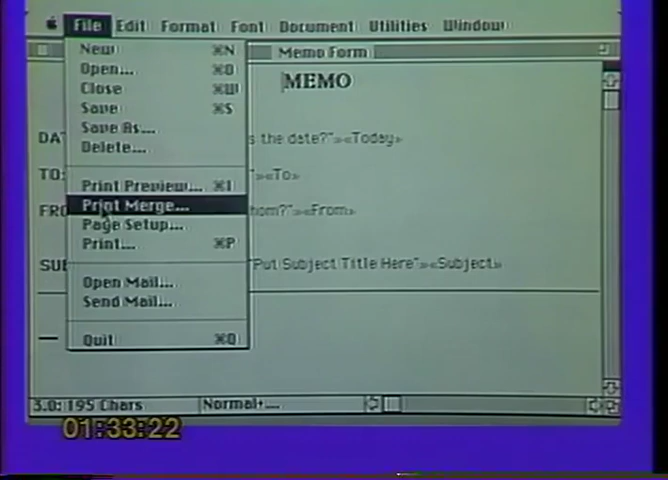 File Edit Format Font Document Utilities Window
Memo Form
New ⌘N
Open... ⌘O
Close ⌘W
Save ⌘S
Save As...
Delete...
Print Preview... ⌘I
Print Merge...
Page Setup...
Print... ⌘P
Open Mail...
Send Mail...
Quit ⌘Q
MEMO
DA s the date?"»«Today»
TO: "»«To»
FRO hom?"»«From»
SUB "Put Subject Title Here"»«Subject»
3.0: 195 Chars Normal+...
01:33:22